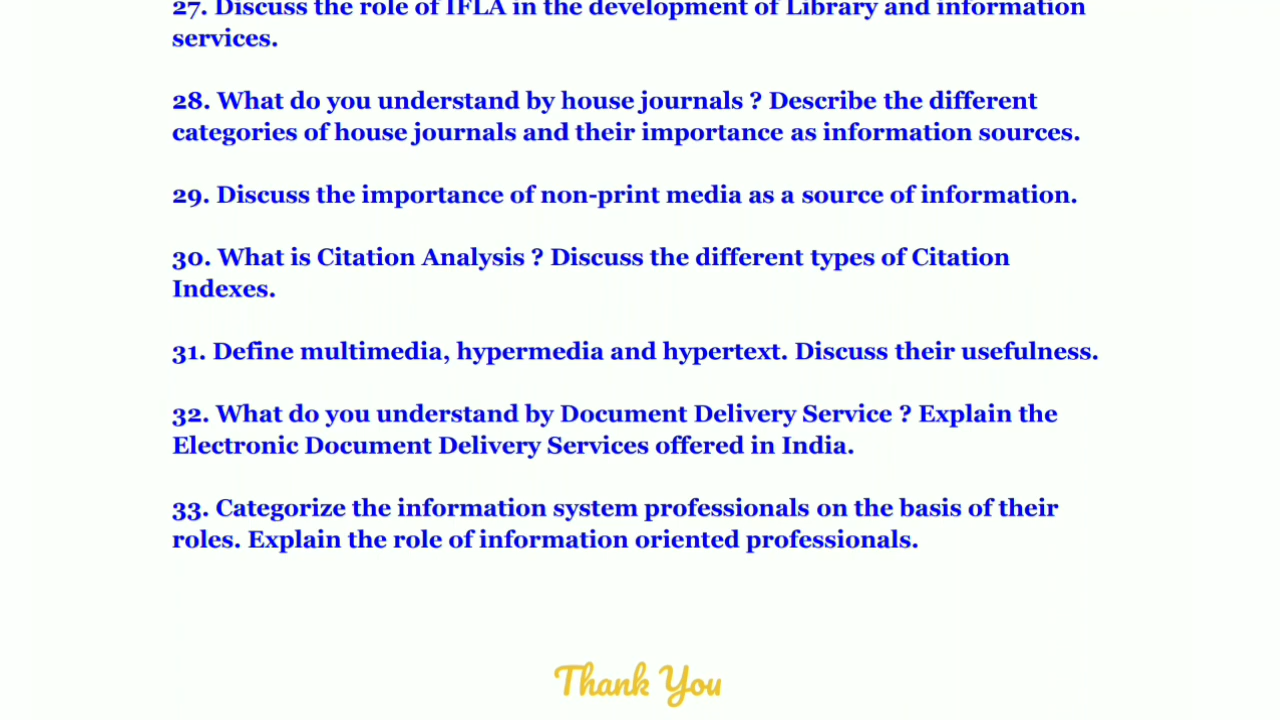 27. Discuss the role of IFLA in the development of Library and information
services.
28. What do you understand by house journals ? Describe the different
categories of house journals and their importance as information sources.
29. Discuss the importance of non-print media as a source of information.
30. What is Citation Analysis ? Discuss the different types of Citation
Indexes.
31. Define multimedia, hypermedia and hypertext. Discuss their usefulness.
32. What do you understand by Document Delivery Service ? Explain the
Electronic Document Delivery Services offered in India.
33. Categorize the information system professionals on the basis of their
roles. Explain the role of information oriented professionals.
Thank You